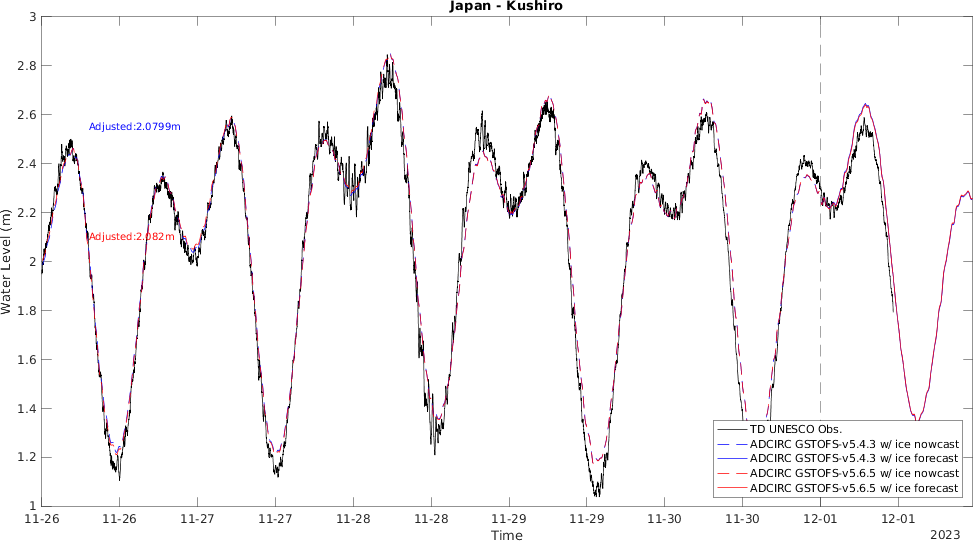 Japan - Kushiro
3
2.8
2.6
2.4
2.2
2
1.8
1.6
1.4
1.2
1
Water Level (m)
Adjusted:2.0799m
Adjusted:2.082m
TD UNESCO Obs.
ADCIRC GSTOFS-v5.4.3 w/ ice nowcast
ADCIRC GSTOFS-v5.4.3 w/ ice forecast
ADCIRC GSTOFS-v5.6.5 w/ ice nowcast
ADCIRC GSTOFS-v5.6.5 w/ ice forecast
11-26 11-26 11-27 11-27 11-28 11-28 11-29 11-29 11-30 11-30 12-01 12-01
Time
2023